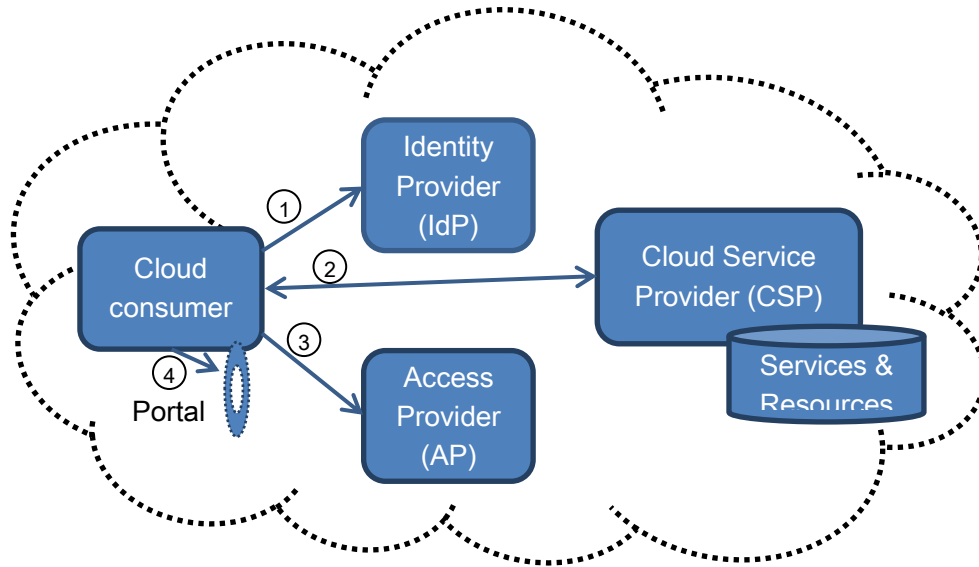 Identity
Provider
(IdP)
1
Cloud
consumer
2
Cloud Service
Provider (CSP)
3
4
Portal
Access
Provider
(AP)
Services &
Resources